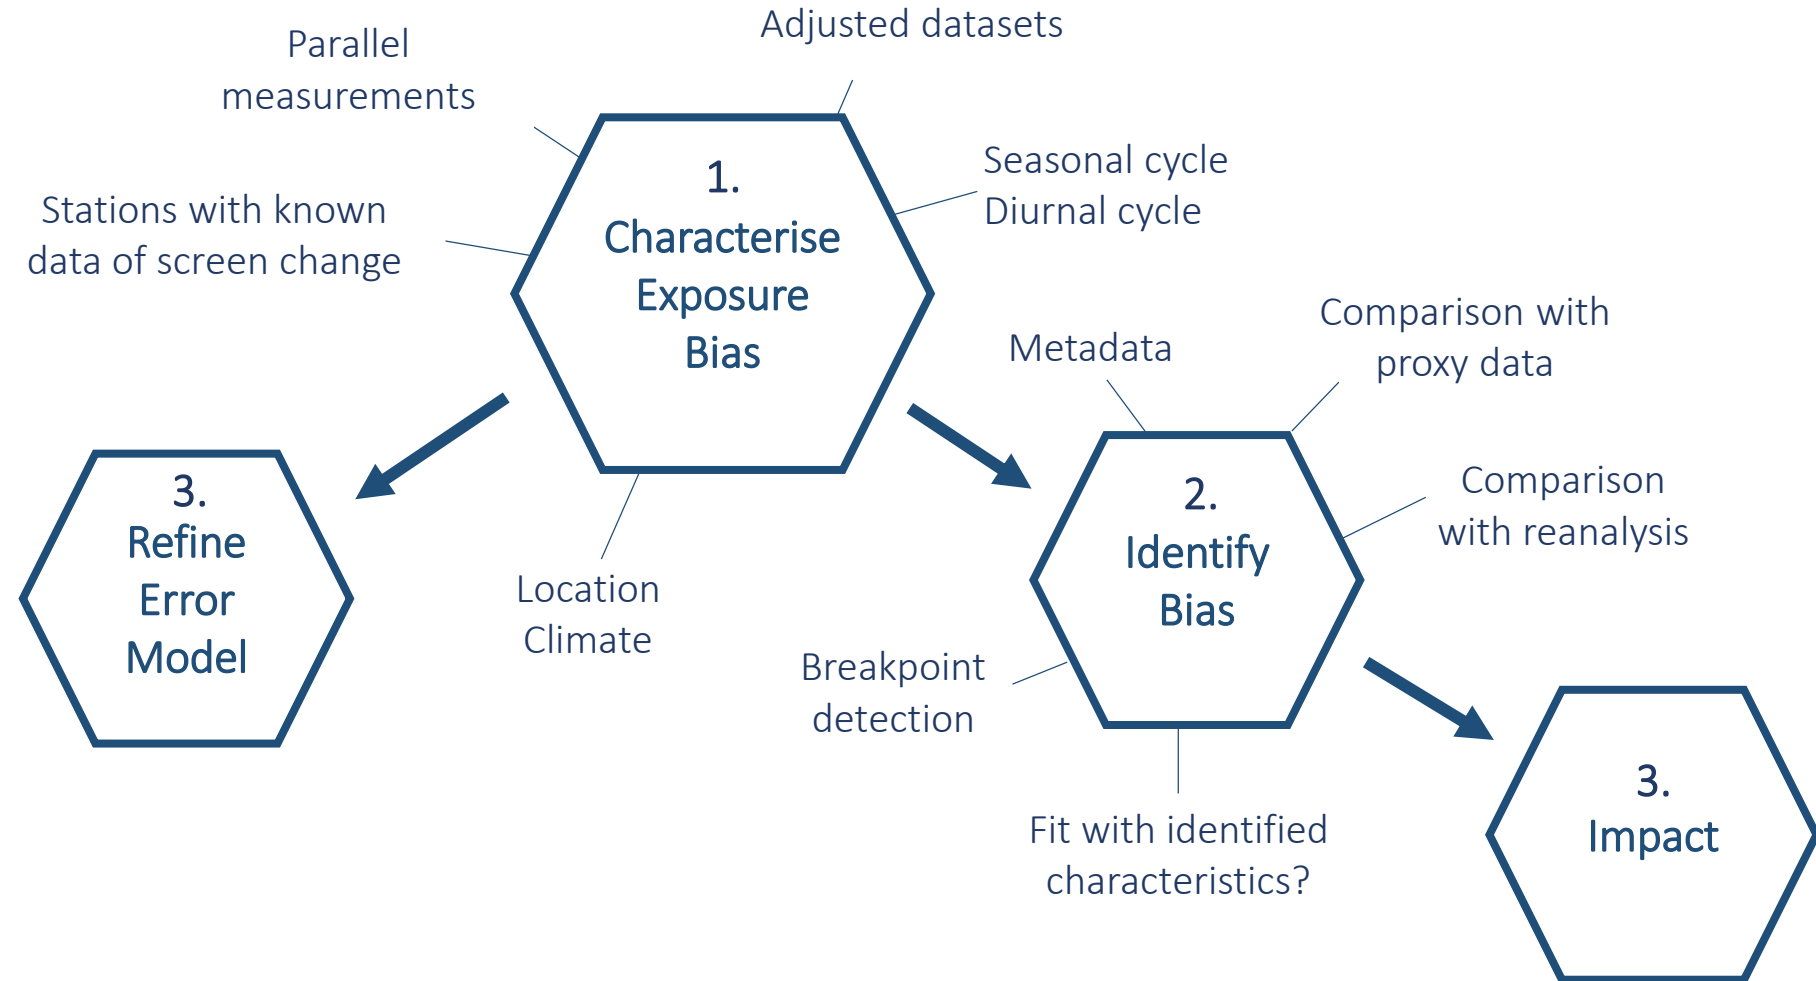 Adjusted datasets
Parallel
measurements
Stations with known
data of screen change
1.
Characterise
Exposure
Bias
Seasonal cycle
Diurnal cycle
Location
Climate
3.
Refine
Error
Model
Metadata
Comparison with
proxy data
Comparison
with reanalysis
2.
Identify
Bias
Breakpoint
detection
Fit with identified
characteristics?
3.
Impact